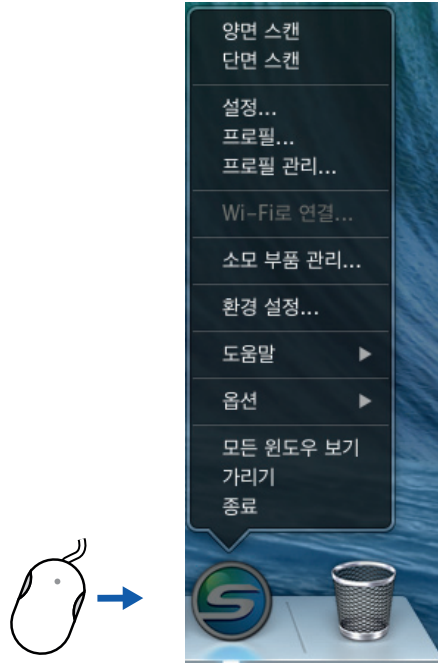 양면 스캔
단면 스캔
설정...
프로필...
프로필 관리...
Wi-Fi로 연결...
소모 부품 관리...
환경 설정...
도움말
옵션
모든 윈도우 보기
가리기
종료